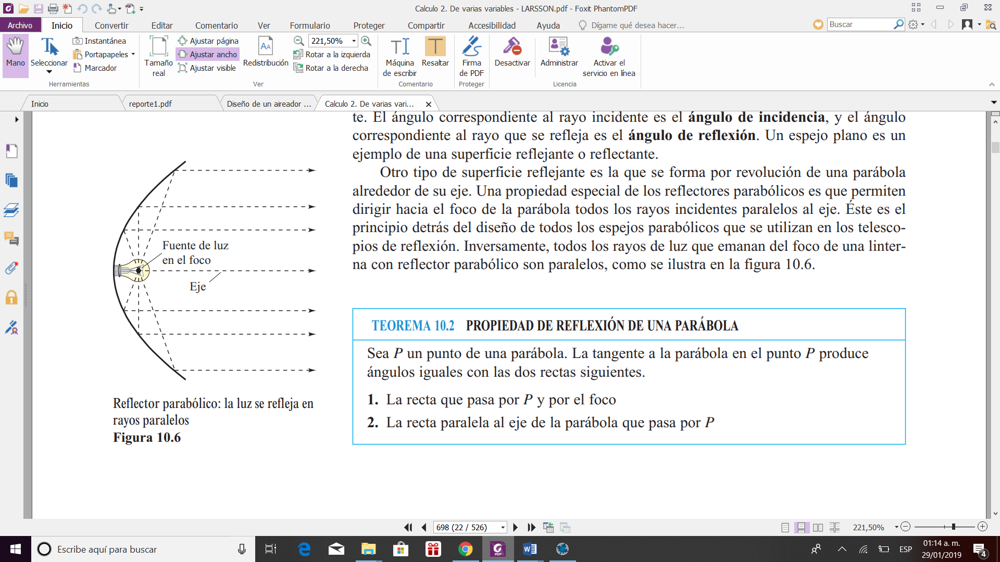 Calculo 2. De varias variables - LARSSON.pdf - Foxit PhantomPDF
Archivo Inicio Convertir Editar Comentario Ver Formulario Proteger Compartir Accesibilidad Ayuda Dígame qué desea hacer... Buscar
Mano
Seleccionar
Instantánea
Portapapeles
Marcador
Herramientas
Tamaño
real
Ajustar página
Ajustar ancho
Ajustar visible
Redistribución
221,50%
Rotar a la izquierda
Rotar a la derecha
Ver
Máquina
de escribir
Resaltar
Comentario
Firma
de PDF
Proteger
Desactivar
Administrar
Activar el
servicio en línea
Licencia
Inicio reporte1.pdf Diseño de un aireador ... Calculo 2. De varias vari...
te. El ángulo correspondiente al rayo incidente es el ángulo de incidencia, y el ángulo
correspondiente al rayo que se refleja es el ángulo de reflexión. Un espejo plano es un
ejemplo de una superficie reflejante o reflectante.
Otro tipo de superficie reflejante es la que se forma por revolución de una parábola
alrededor de su eje. Una propiedad especial de los reflectores parabólicos es que permiten
dirigir hacia el foco de la parábola todos los rayos incidentes paralelos al eje. Éste es el
principio detrás del diseño de todos los espejos parabólicos que se utilizan en los telesco-
pios de reflexión. Inversamente, todos los rayos de luz que emanan del foco de una linter-
na con reflector parabólico son paralelos, como se ilustra en la figura 10.6.
Fuente de luz
en el foco
Eje
Reflector parabólico: la luz se refleja en
rayos paralelos
Figura 10.6
TEOREMA 10.2 PROPIEDAD DE REFLEXIÓN DE UNA PARÁBOLA
Sea P un punto de una parábola. La tangente a la parábola en el punto P produce
ángulos iguales con las dos rectas siguientes.
1. La recta que pasa por P y por el foco
2. La recta paralela al eje de la parábola que pasa por P
698 (22 / 526)
221,50%
Escribe aquí para buscar
ESP
01:14 a. m.
29/01/2019
4